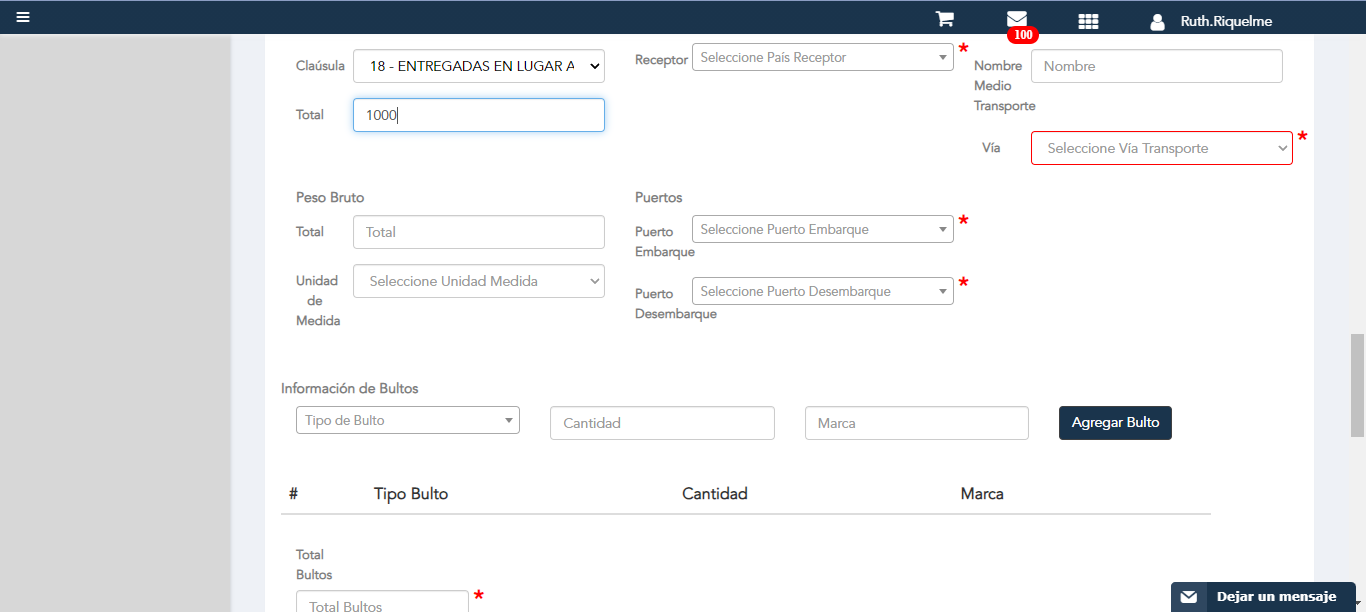 Ruth.Riquelme
100
Claúsula
18 - ENTREGADAS EN LUGAR A
Total
1000
Receptor
Seleccione País Receptor
*
Nombre
Medio
Transporte
Nombre
Vía
Seleccione Vía Transporte
*
Peso Bruto
Total
Total
Unidad
de
Medida
Seleccione Unidad Medida
Puertos
Puerto
Embarque
Seleccione Puerto Embarque
*
Puerto
Desembarque
Seleccione Puerto Desembarque
*
Información de Bultos
Tipo de Bulto
Cantidad
Marca
Agregar Bulto
# Tipo Bulto Cantidad Marca
Total
Bultos
Total Bultos
*
Dejar un mensaje